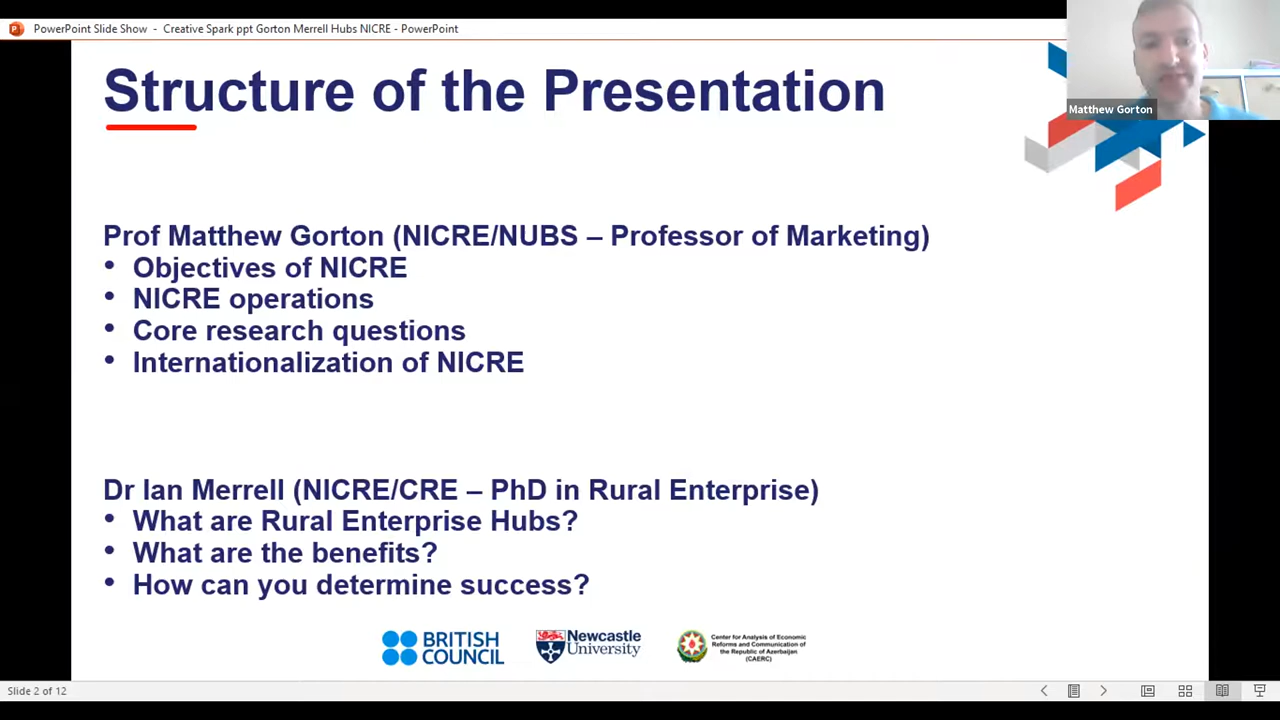 PowerPoint Slide Show - Creative Spark ppt Gorton Merrell Hubs NICRE - PowerPoint
Matthew Gorton
Structure of the Presentation
Prof Matthew Gorton (NICRE/NUBS – Professor of Marketing)
• Objectives of NICRE
• NICRE operations
• Core research questions
• Internationalization of NICRE
Dr Ian Merrell (NICRE/CRE – PhD in Rural Enterprise)
• What are Rural Enterprise Hubs?
• What are the benefits?
• How can you determine success?
BRITISH
COUNCIL
Newcastle
University
Center for Analysis of Economic
Reforms and Communication of
the Republic of Azerbaijan
(CAERC)
Slide 2 of 12